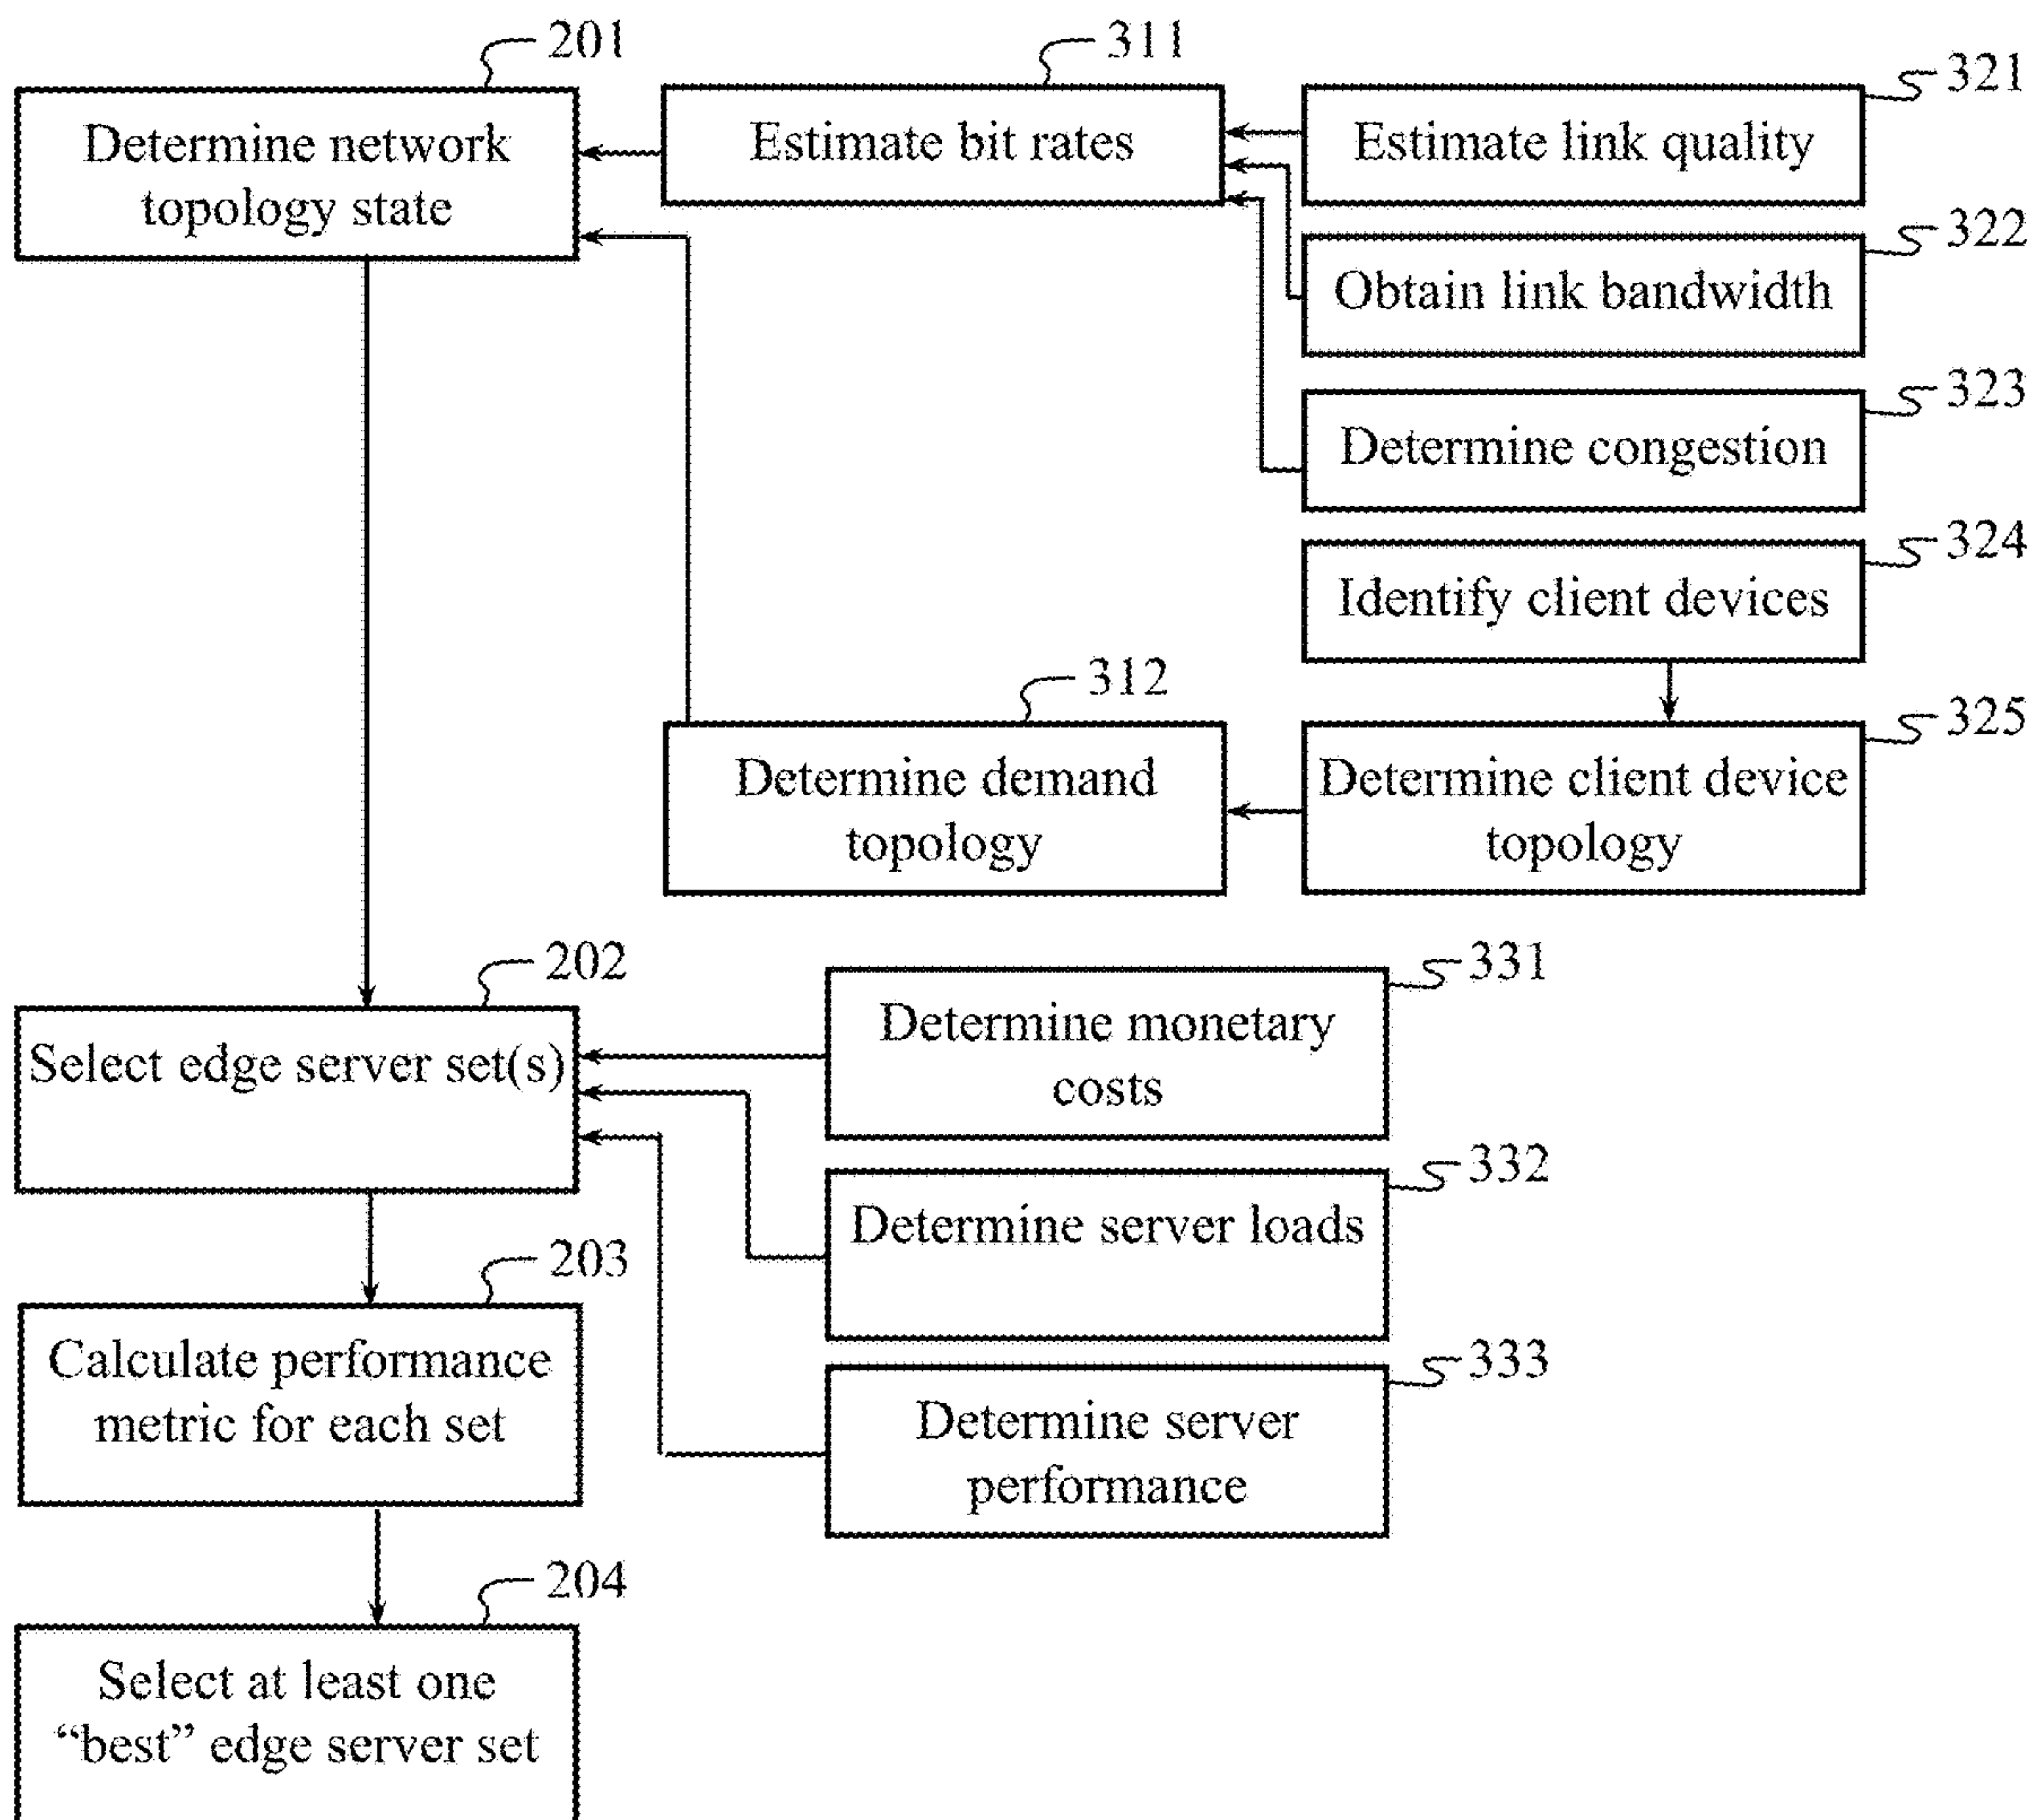 201
Determine network
topology state
311
Estimate bit rates
321
Estimate link quality
322
Obtain link bandwidth
323
Determine congestion
324
Identify client devices
312
Determine demand
topology
325
Determine client device
topology
202
Select edge server set(s)
331
Determine monetary
costs
332
Determine server loads
203
Calculate performance
metric for each set
333
Determine server
performance
204
Select at least one
“best” edge server set